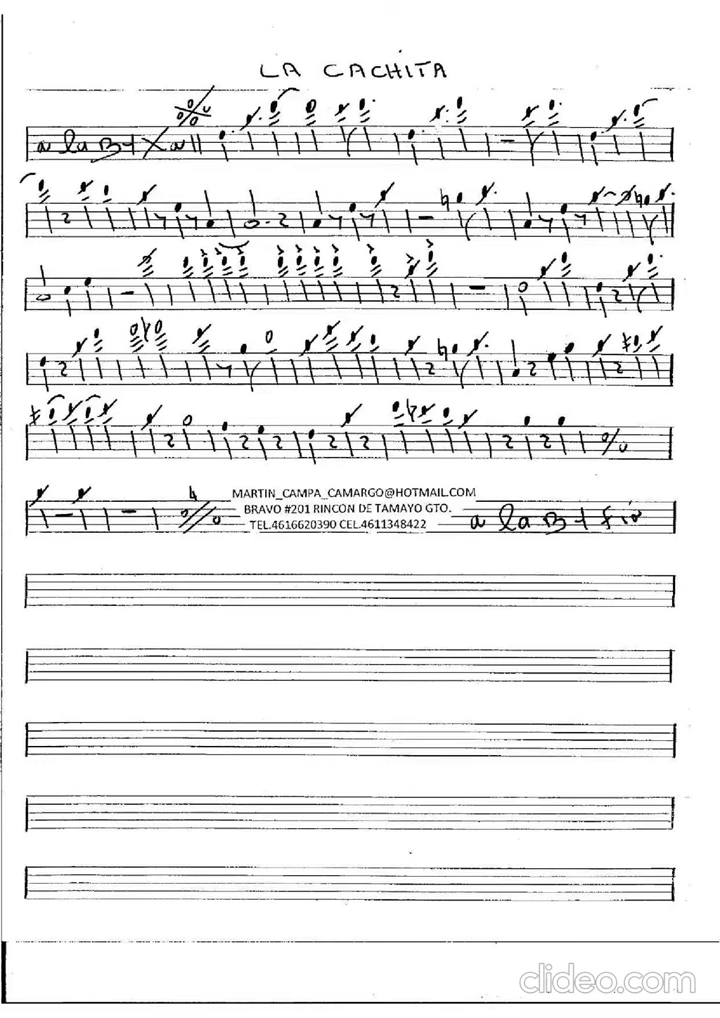 LA CACHITA
a la B y
MARTIN_CAMPA_CAMARGO@HOTMAIL.COM
BRAVO #201 RINCON DE TAMAYO GTO.
TEL.4616620390 CEL.4611348422
a la B y fin
clideo.com